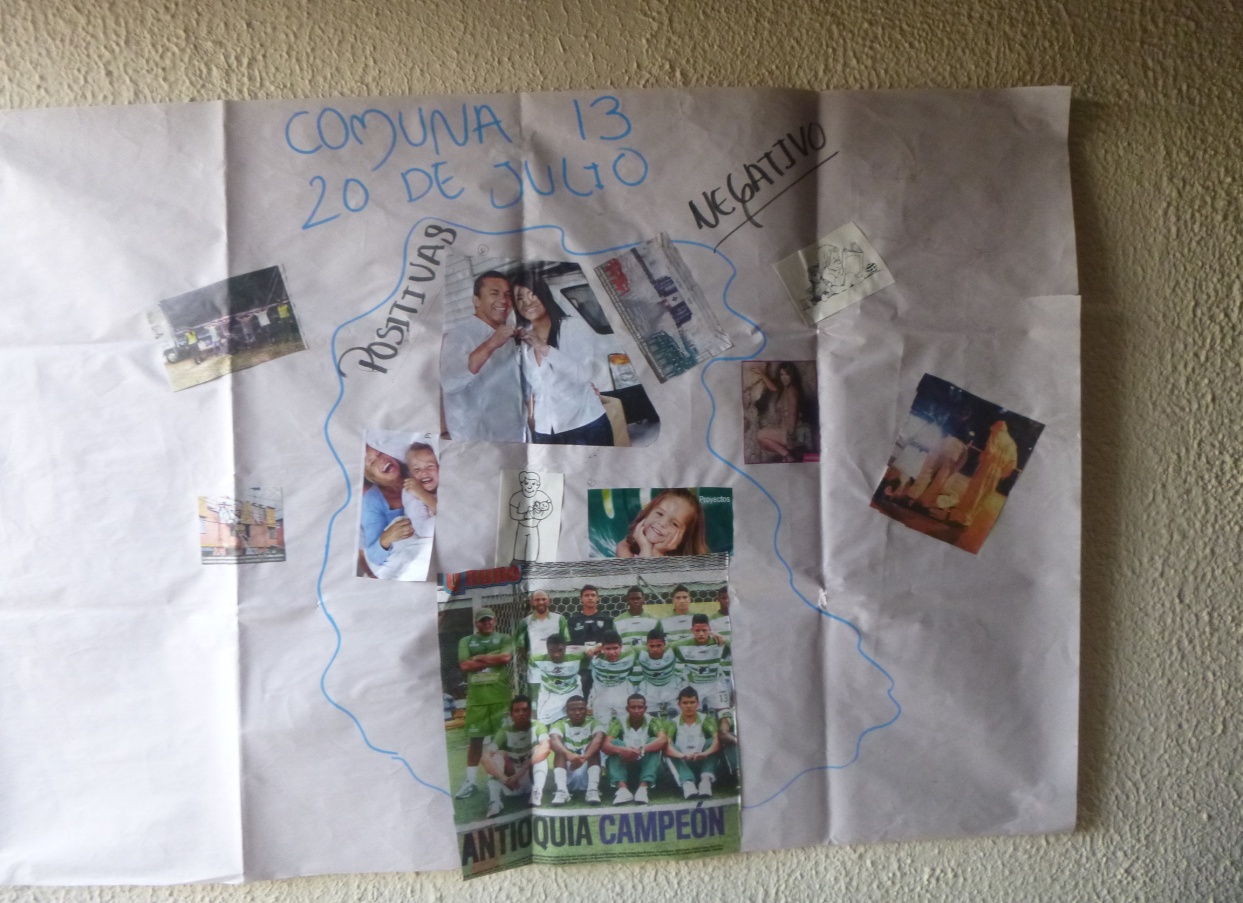 COMUNA 13
20 DE JULIO
NEGATIVO
POSITIVAS
Proyectos
ANTIOQUIA CAMPEÓN